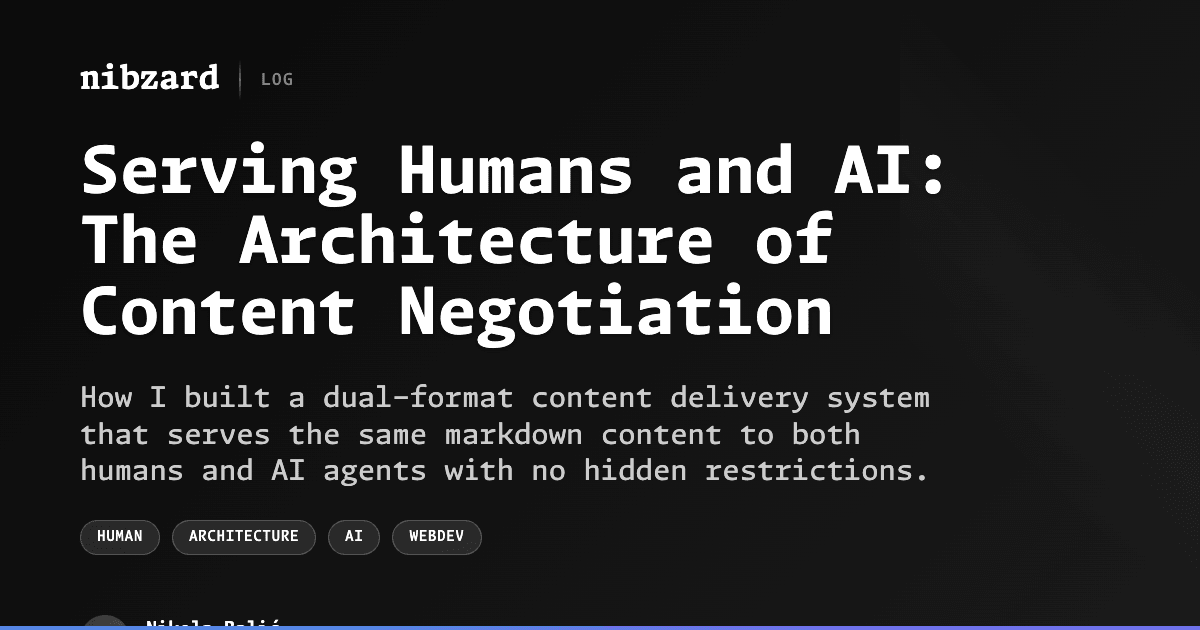 nibzard
LOG
Serving Humans and AI:
The Architecture of
Content Negotiation
How I built a dual-format content delivery system
that serves the same markdown content to both
humans and AI agents with no hidden restrictions.
HUMAN
ARCHITECTURE
AI
WEBDEV